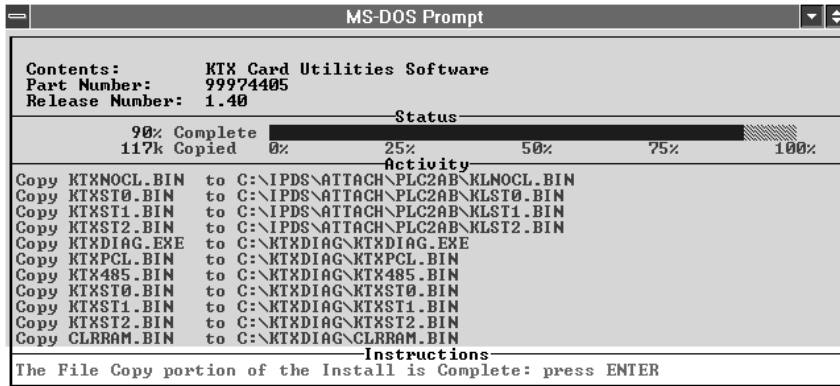 MS-DOS Prompt
Contents: KTX Card Utilities Software
Part Number: 99974405
Release Number: 1.40
Status
90% Complete
117k Copied 0% 25% 50% 75% 100%
Activity
Copy KTXNOCL.BIN to C:\IPDS\ATTACH\PLC2AB\KLNOCL.BIN
Copy KTXST0.BIN to C:\IPDS\ATTACH\PLC2AB\KLST0.BIN
Copy KTXST1.BIN to C:\IPDS\ATTACH\PLC2AB\KLST1.BIN
Copy KTXST2.BIN to C:\IPDS\ATTACH\PLC2AB\KLST2.BIN
Copy KTXDIAG.EXE to C:\KTXDIAG\KTXDIAG.EXE
Copy KTXPCL.BIN to C:\KTXDIAG\KTXPCL.BIN
Copy KTX485.BIN to C:\KTXDIAG\KTX485.BIN
Copy KTXST0.BIN to C:\KTXDIAG\KTXST0.BIN
Copy KTXST1.BIN to C:\KTXDIAG\KTXST1.BIN
Copy KTXST2.BIN to C:\KTXDIAG\KTXST2.BIN
Copy CLRRAM.BIN to C:\KTXDIAG\CLRRAM.BIN
Instructions
The File Copy portion of the Install is Complete: press ENTER